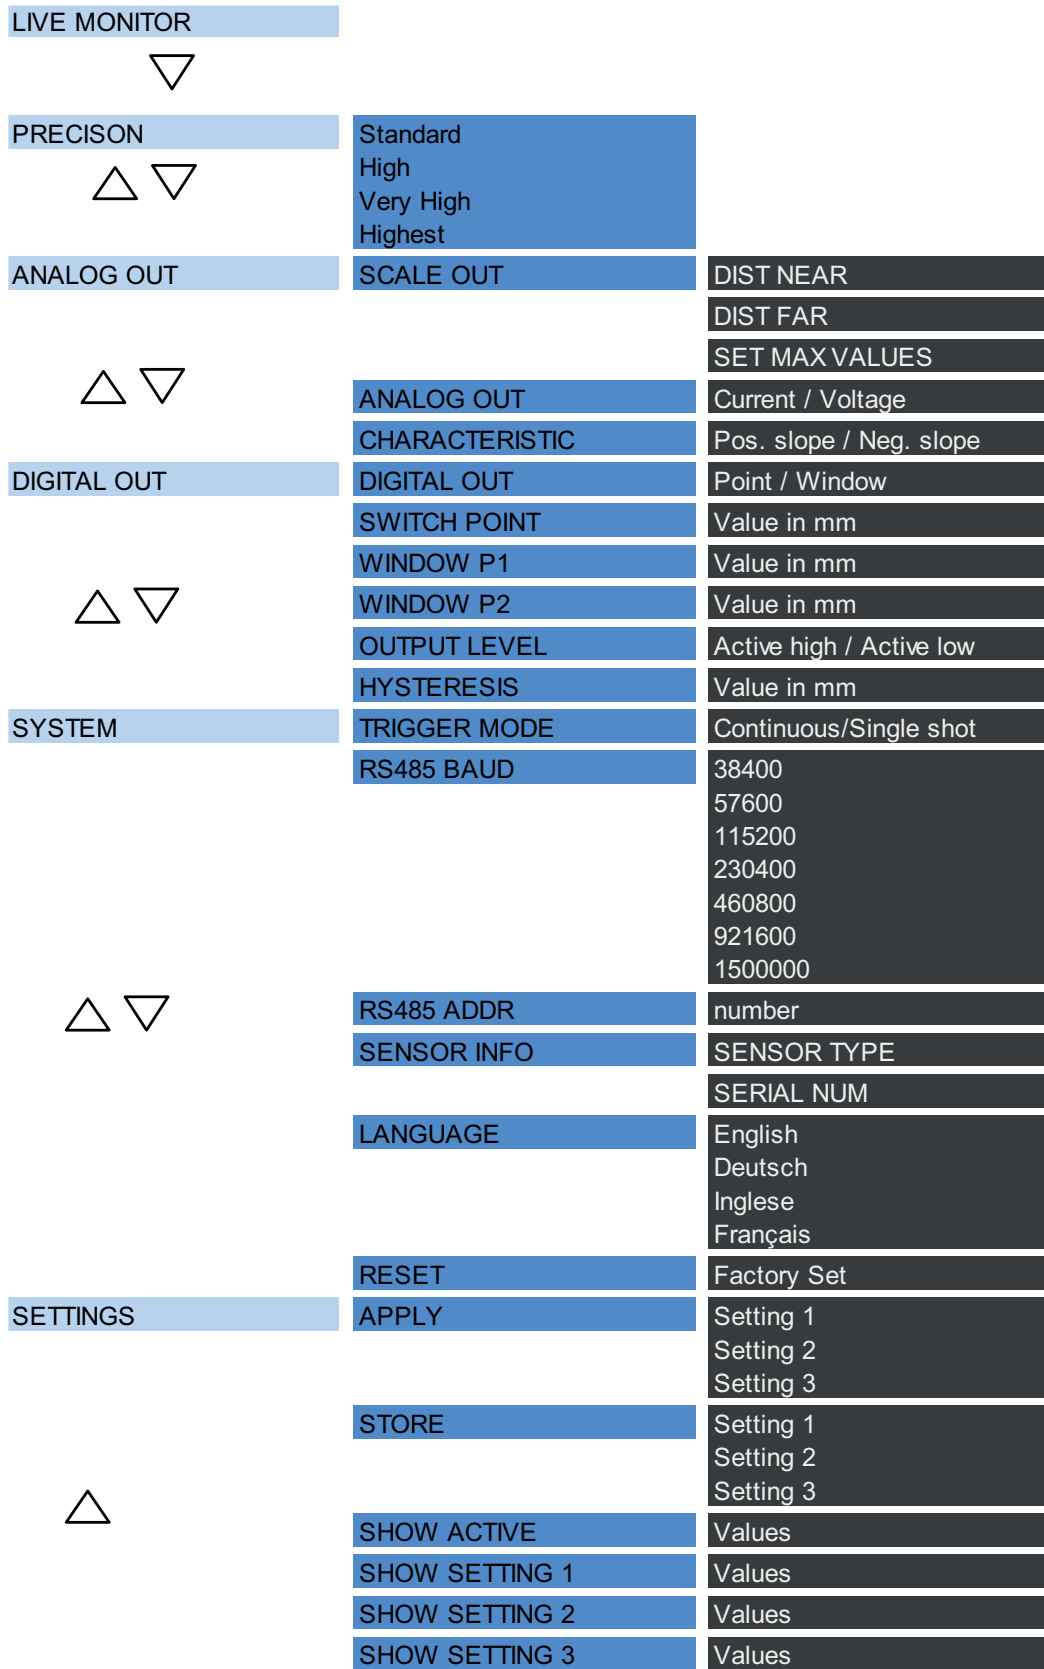 LIVE MONITOR
PRECISON
Standard
High
Very High
Highest
ANALOG OUT
SCALE OUT
DIST NEAR
DIST FAR
SET MAX VALUES
ANALOG OUT
Current / Voltage
CHARACTERISTIC
Pos. slope / Neg. slope
DIGITAL OUT
DIGITAL OUT
Point / Window
SWITCH POINT
Value in mm
WINDOW P1
Value in mm
WINDOW P2
Value in mm
OUTPUT LEVEL
Active high / Active low
HYSTERESIS
Value in mm
SYSTEM
TRIGGER MODE
Continuous/Single shot
RS485 BAUD
38400
57600
115200
230400
460800
921600
1500000
RS485 ADDR
number
SENSOR INFO
SENSOR TYPE
SERIAL NUM
LANGUAGE
English
Deutsch
Inglese
Français
RESET
Factory Set
SETTINGS
APPLY
Setting 1
Setting 2
Setting 3
STORE
Setting 1
Setting 2
Setting 3
SHOW ACTIVE
Values
SHOW SETTING 1
Values
SHOW SETTING 2
Values
SHOW SETTING 3
Values